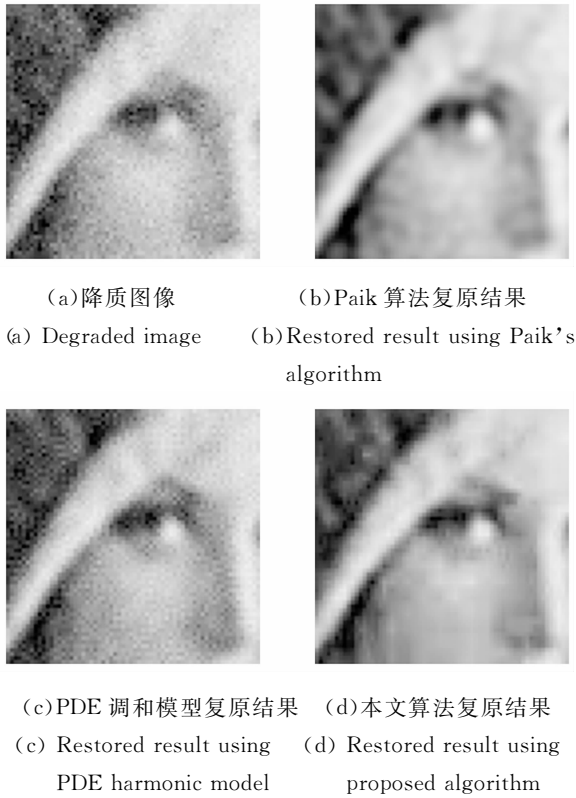 (a)降质图像
(b)Paik 算法复原结果
(a) Degraded image
(b)Restored result using Paik’s
algorithm
(c)PDE 调和模型复原结果
(d)本文算法复原结果
(c) Restored result using
PDE harmonic model
(d) Restored result using
proposed algorithm